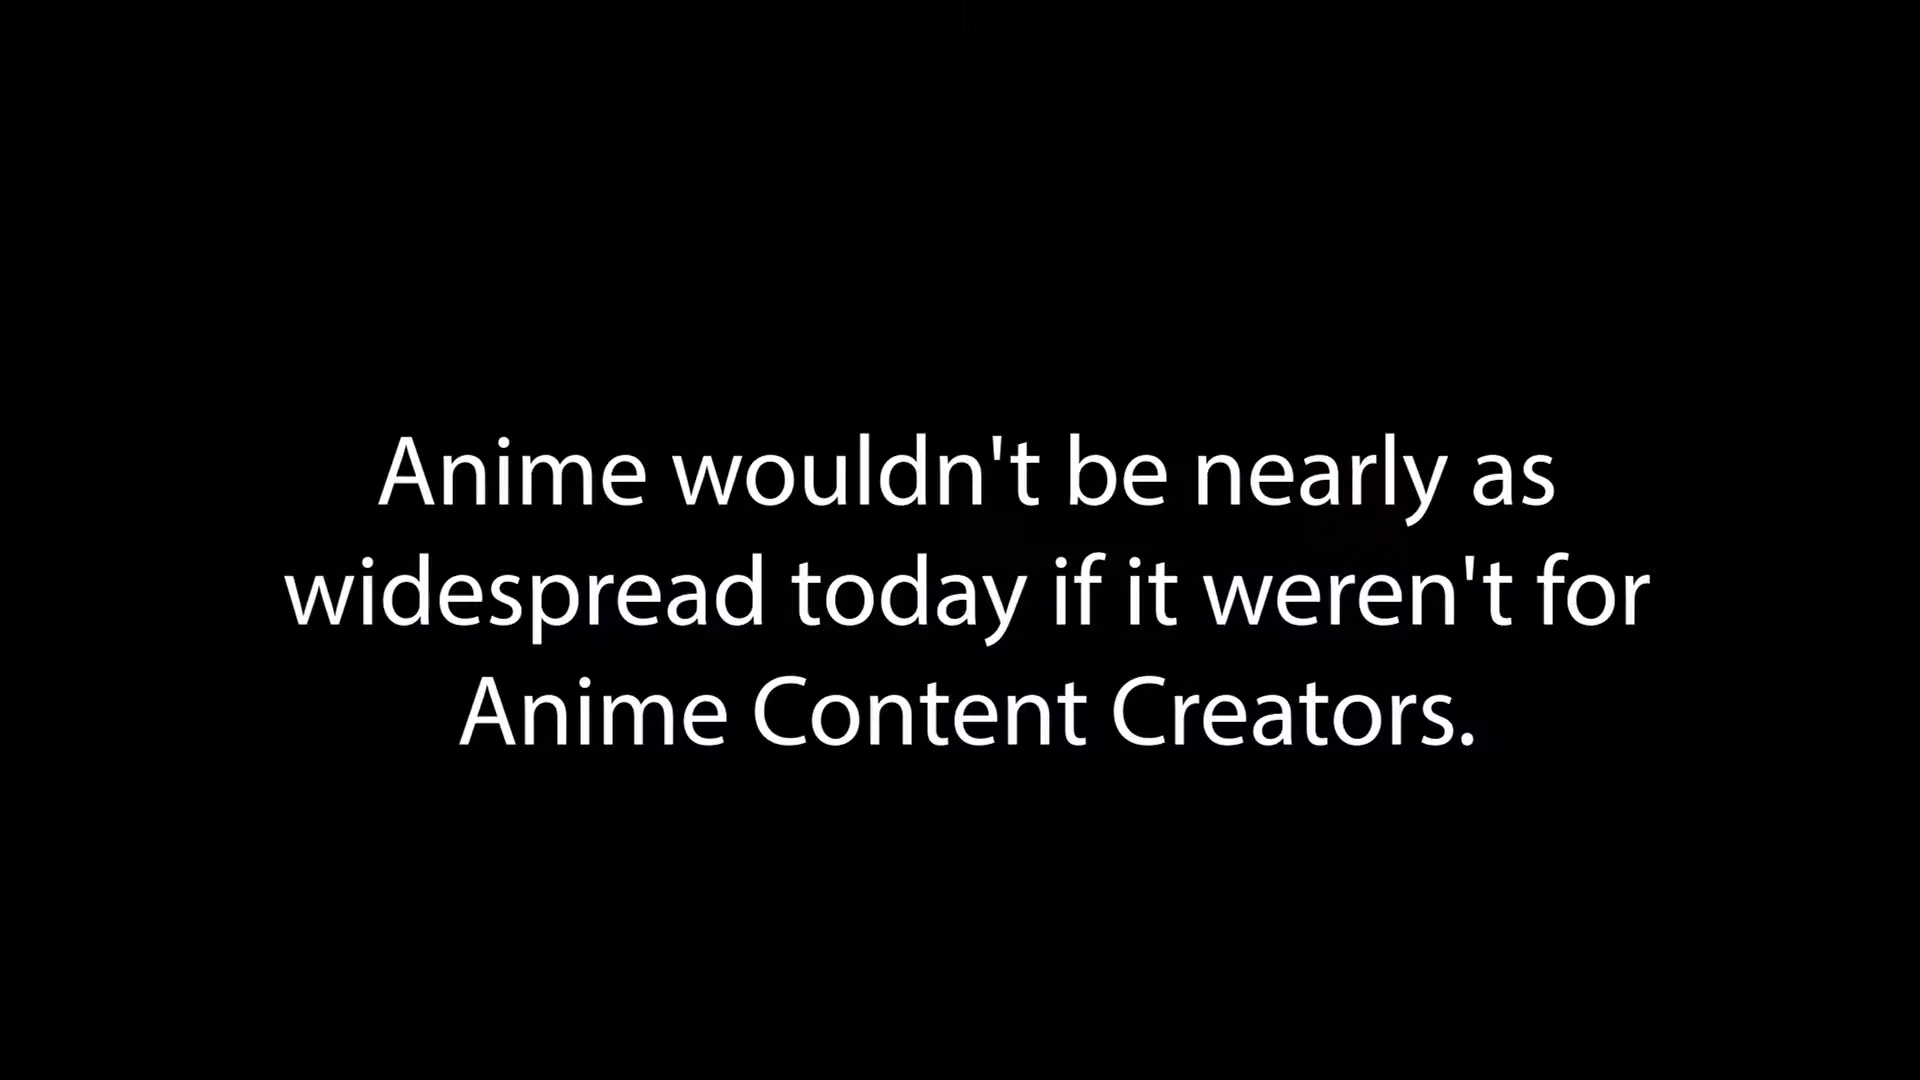 Anime wouldn't be nearly as
widespread today if it weren't for
Anime Content Creators.